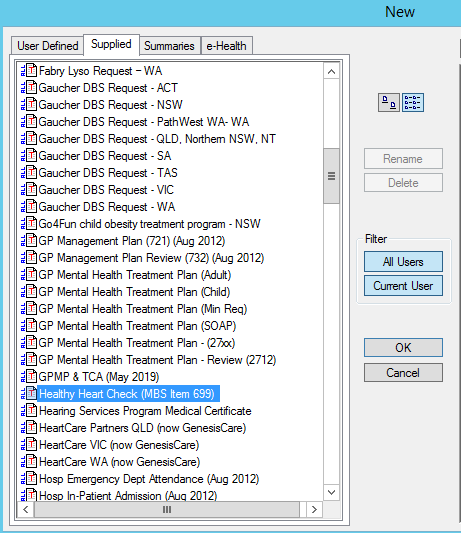 New
User Defined
Supplied
Summaries
e-Health
Fabry Lyso Request – WA
Gaucher DBS Request - ACT
Gaucher DBS Request - NSW
Gaucher DBS Request - PathWest WA- WA
Gaucher DBS Request - QLD, Northern NSW, NT
Gaucher DBS Request - SA
Gaucher DBS Request - TAS
Gaucher DBS Request - VIC
Gaucher DBS Request - WA
Go4Fun child obesity treatment program - NSW
GP Management Plan (721) (Aug 2012)
GP Management Plan Review (732) (Aug 2012)
GP Mental Health Treatment Plan (Adult)
GP Mental Health Treatment Plan (Child)
GP Mental Health Treatment Plan (Min Req)
GP Mental Health Treatment Plan (SOAP)
GP Mental Health Treatment Plan - (27xx)
GP Mental Health Treatment Plan - Review (2712)
GPMP & TCA (May 2019)
Healthy Heart Check (MBS Item 699)
Hearing Services Program Medical Certificate
HeartCare Partners QLD (now GenesisCare)
HeartCare VIC (now GenesisCare)
HeartCare WA (now GenesisCare)
Hosp Emergency Dept Attendance (Aug 2012)
Hosp In-Patient Admission (Aug 2012)
Rename
Delete
Filter
All Users
Current User
OK
Cancel